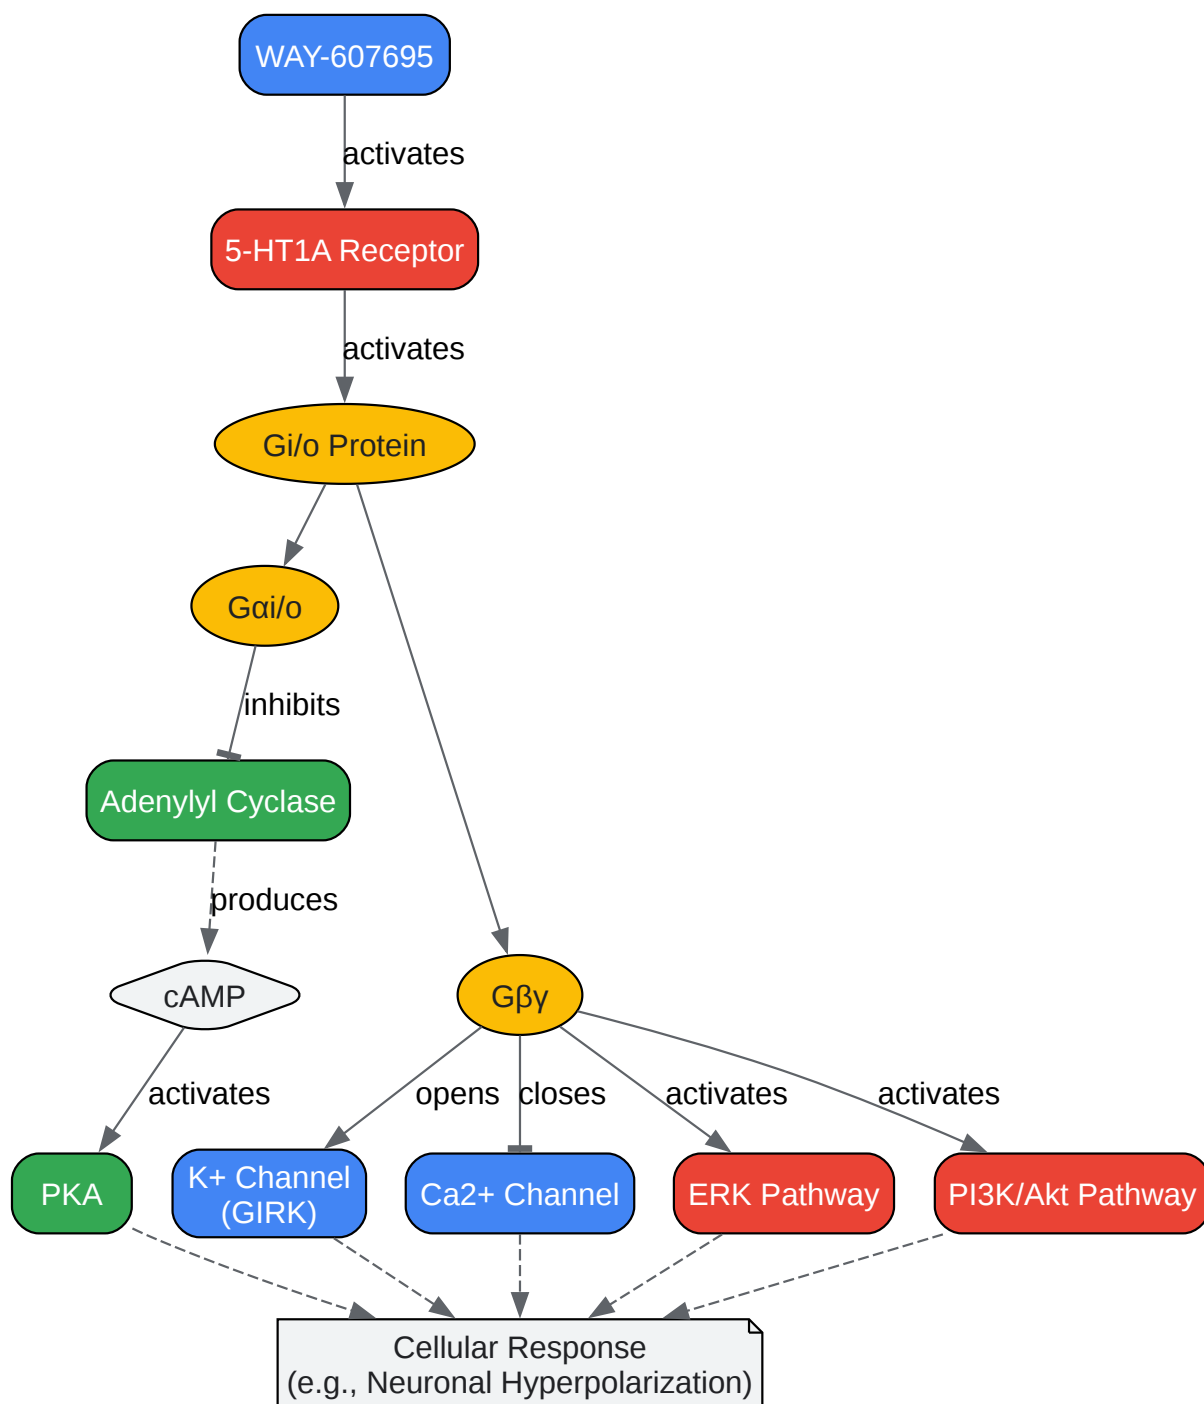 WAY-607695
activates
5-HT1A Receptor
activates
Gi/o Protein
Gαi/o
inhibits
Adenylyl Cyclase
produces
cAMP
Gβγ
activates
opens
closes
activates
activates
PKA
K+ Channel
(GIRK)
Ca2+ Channel
ERK Pathway
PI3K/Akt Pathway
Cellular Response
(e.g., Neuronal Hyperpolarization)